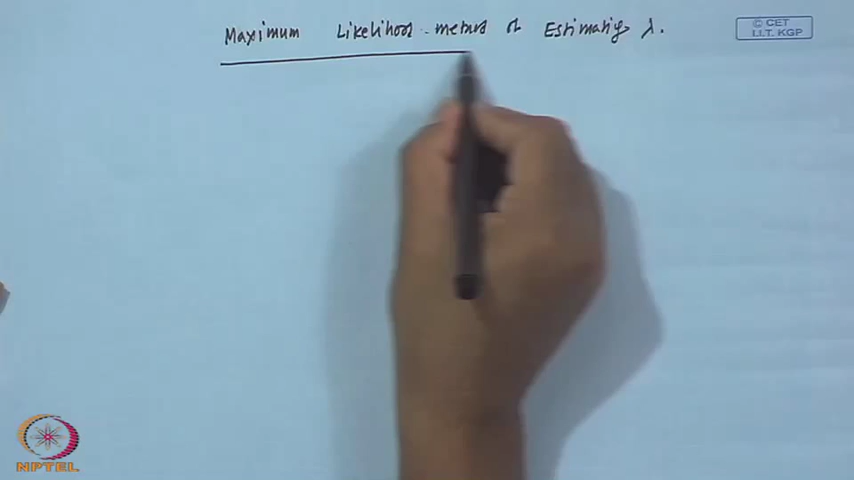 Maximum Likelihood method of Estimating λ.
© CET
I.I.T. KGP
NPTEL